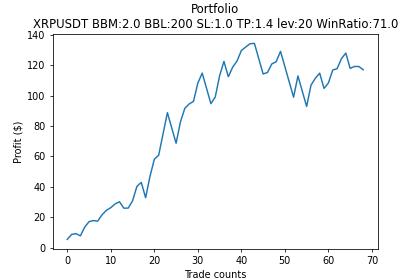 Portfolio
XRPUSDT BBM:2.0 BBL:200 SL:1.0 TP:1.4 lev:20 WinRatio:71.0
140
120
100
80
60
40
20
0
Profit ($)
0 10 20 30 40 50 60 70
Trade counts